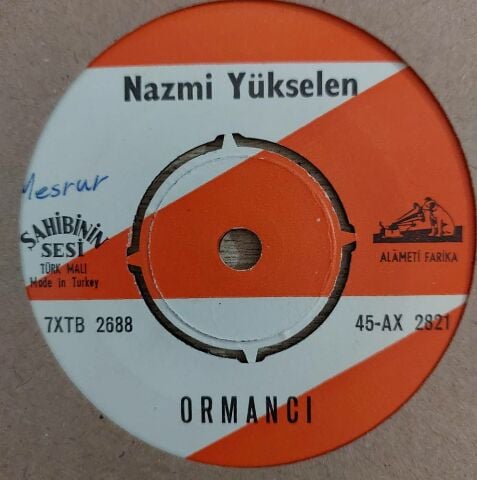 Nazmi Yükselen
Mesrur
SAHİBİNİN
SESİ
TÜRK MALI
Made in Turkey
ALÂMETİ FARİKA
7XTB 2688
45-AX 2821
ORMANCI